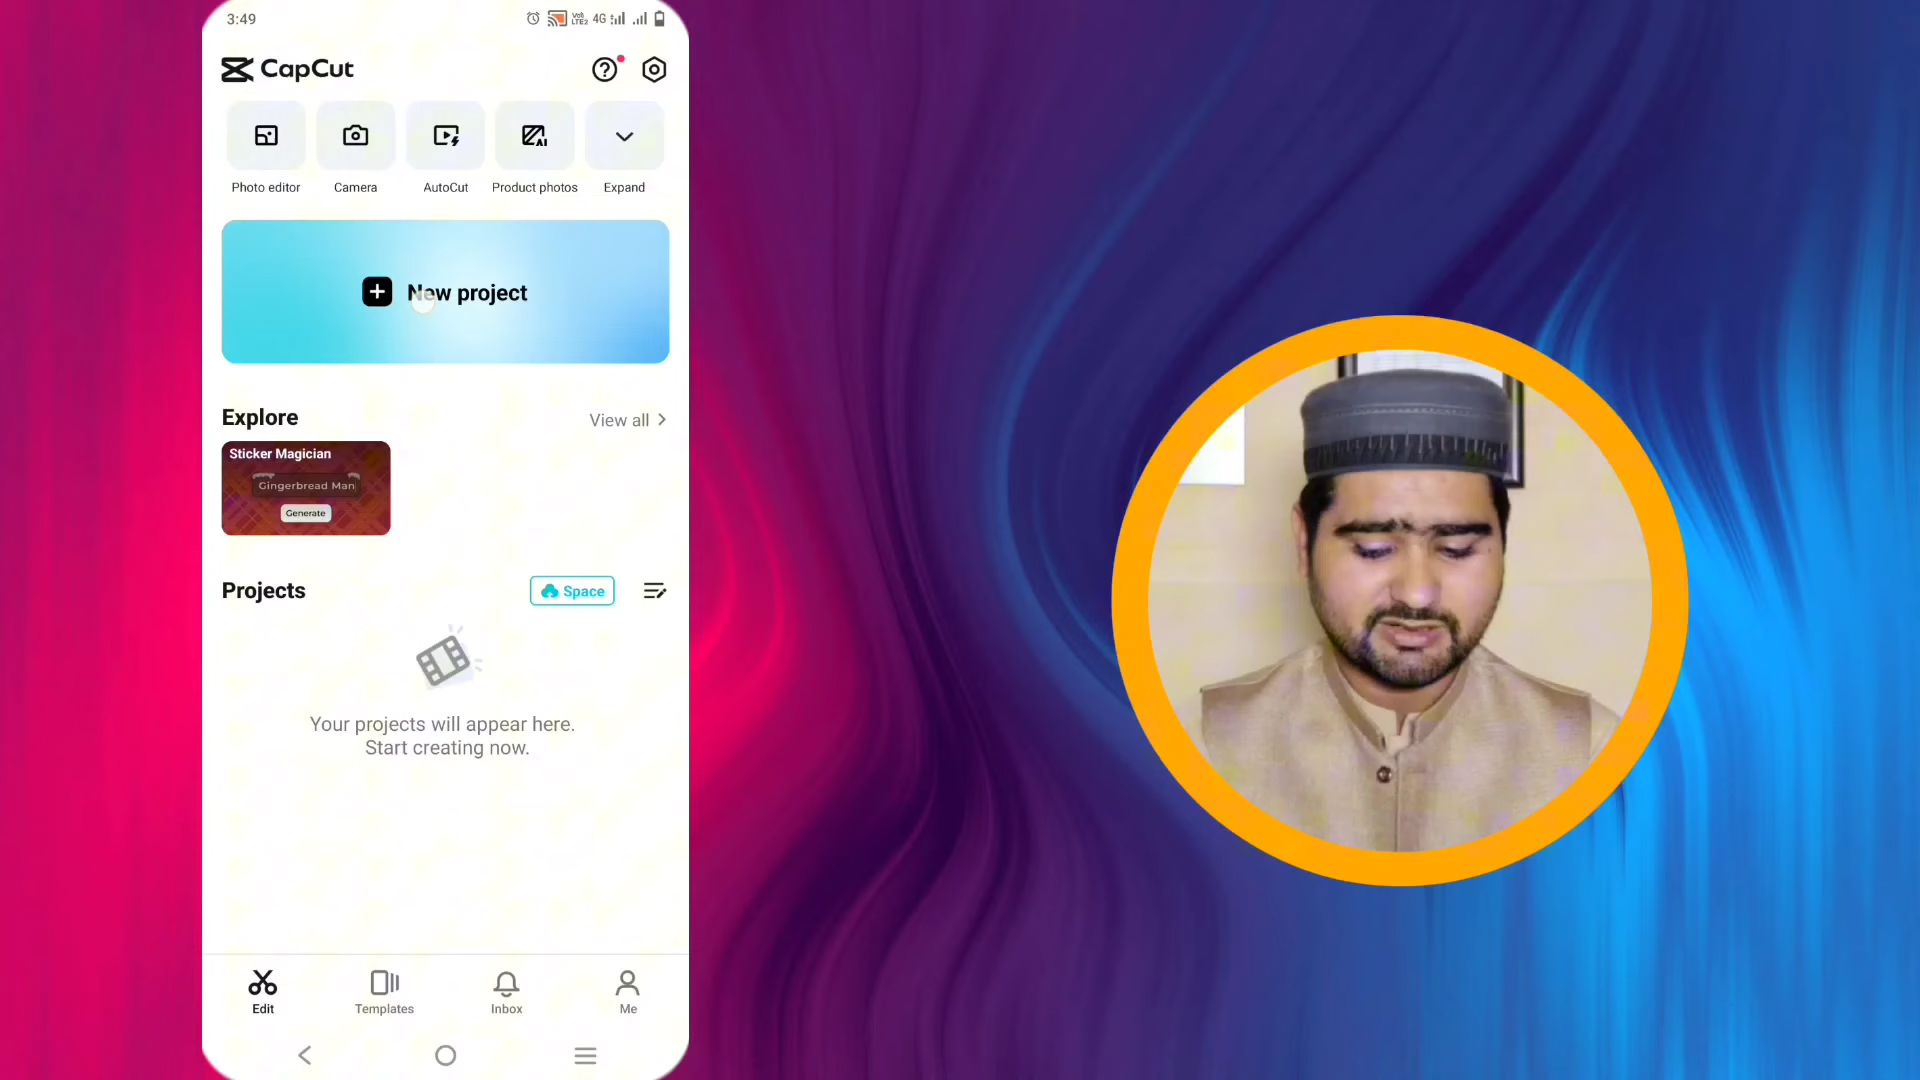 3:49
4G
CapCut
Photo editor
Camera
AutoCut
Product photos
Expand
New project
Explore
View all
Sticker Magician
Gingerbread Man
Generate
Projects
Space
Your projects will appear here.
Start creating now.
Edit
Templates
Inbox
Me